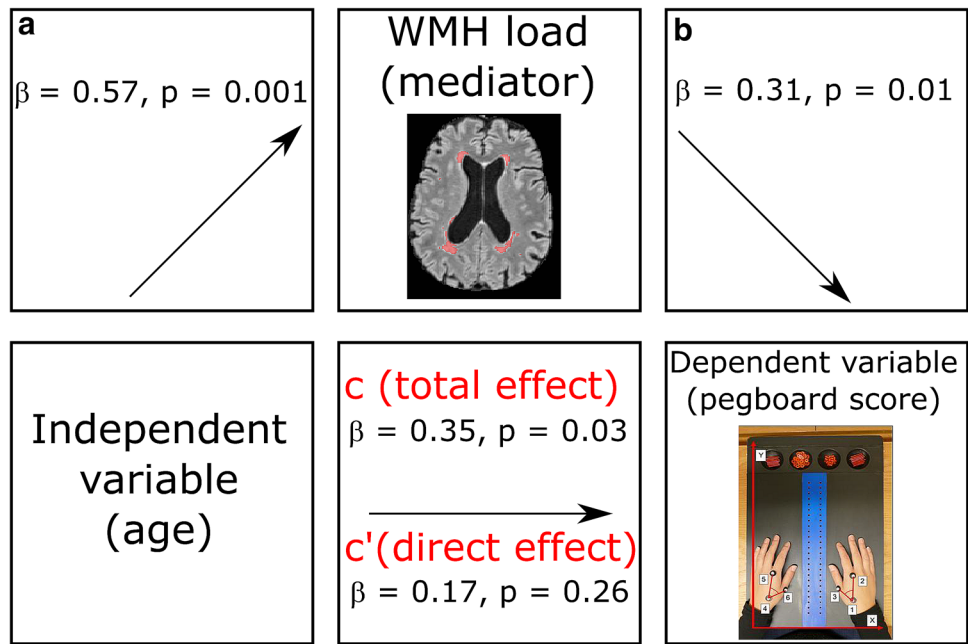 a
β = 0.57, p = 0.001
WMH load
(mediator)
b
β = 0.31, p = 0.01
Independent
variable
(age)
c (total effect)
β = 0.35, p = 0.03
c'(direct effect)
β = 0.17, p = 0.26
Dependent variable
(pegboard score)
Y
5
6
4
2
3
1
X